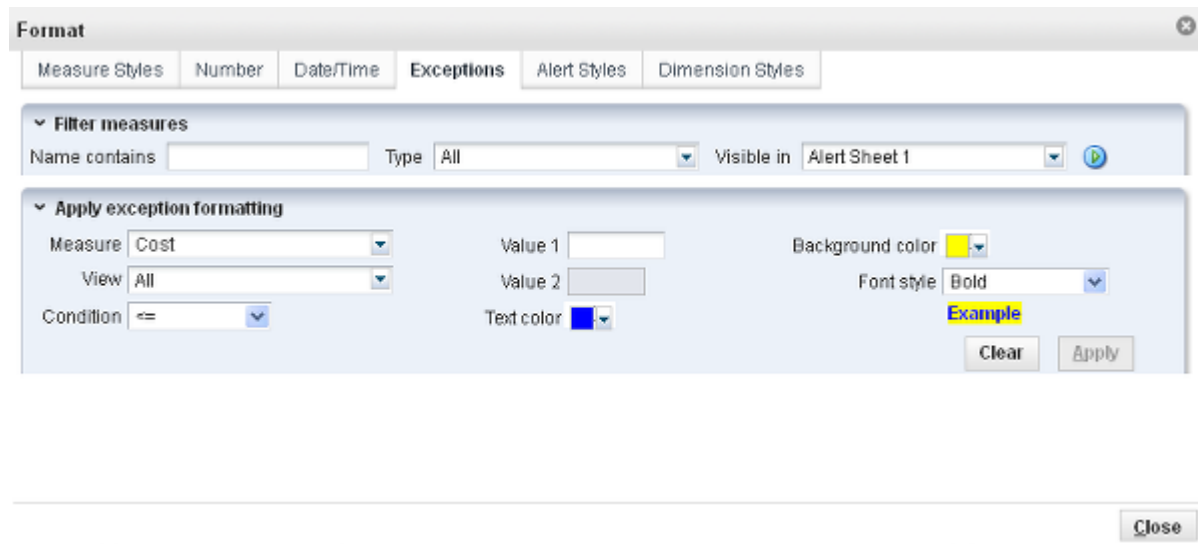 Format
Measure Styles Number Date/Time Exceptions Alert Styles Dimension Styles
Filter measures
Name contains Type All Visible in Alert Sheet 1
Apply exception formatting
Measure Cost Value 1 Background color
View All Value 2 Font style Bold
Condition <= Text color Example
Clear Apply
Close